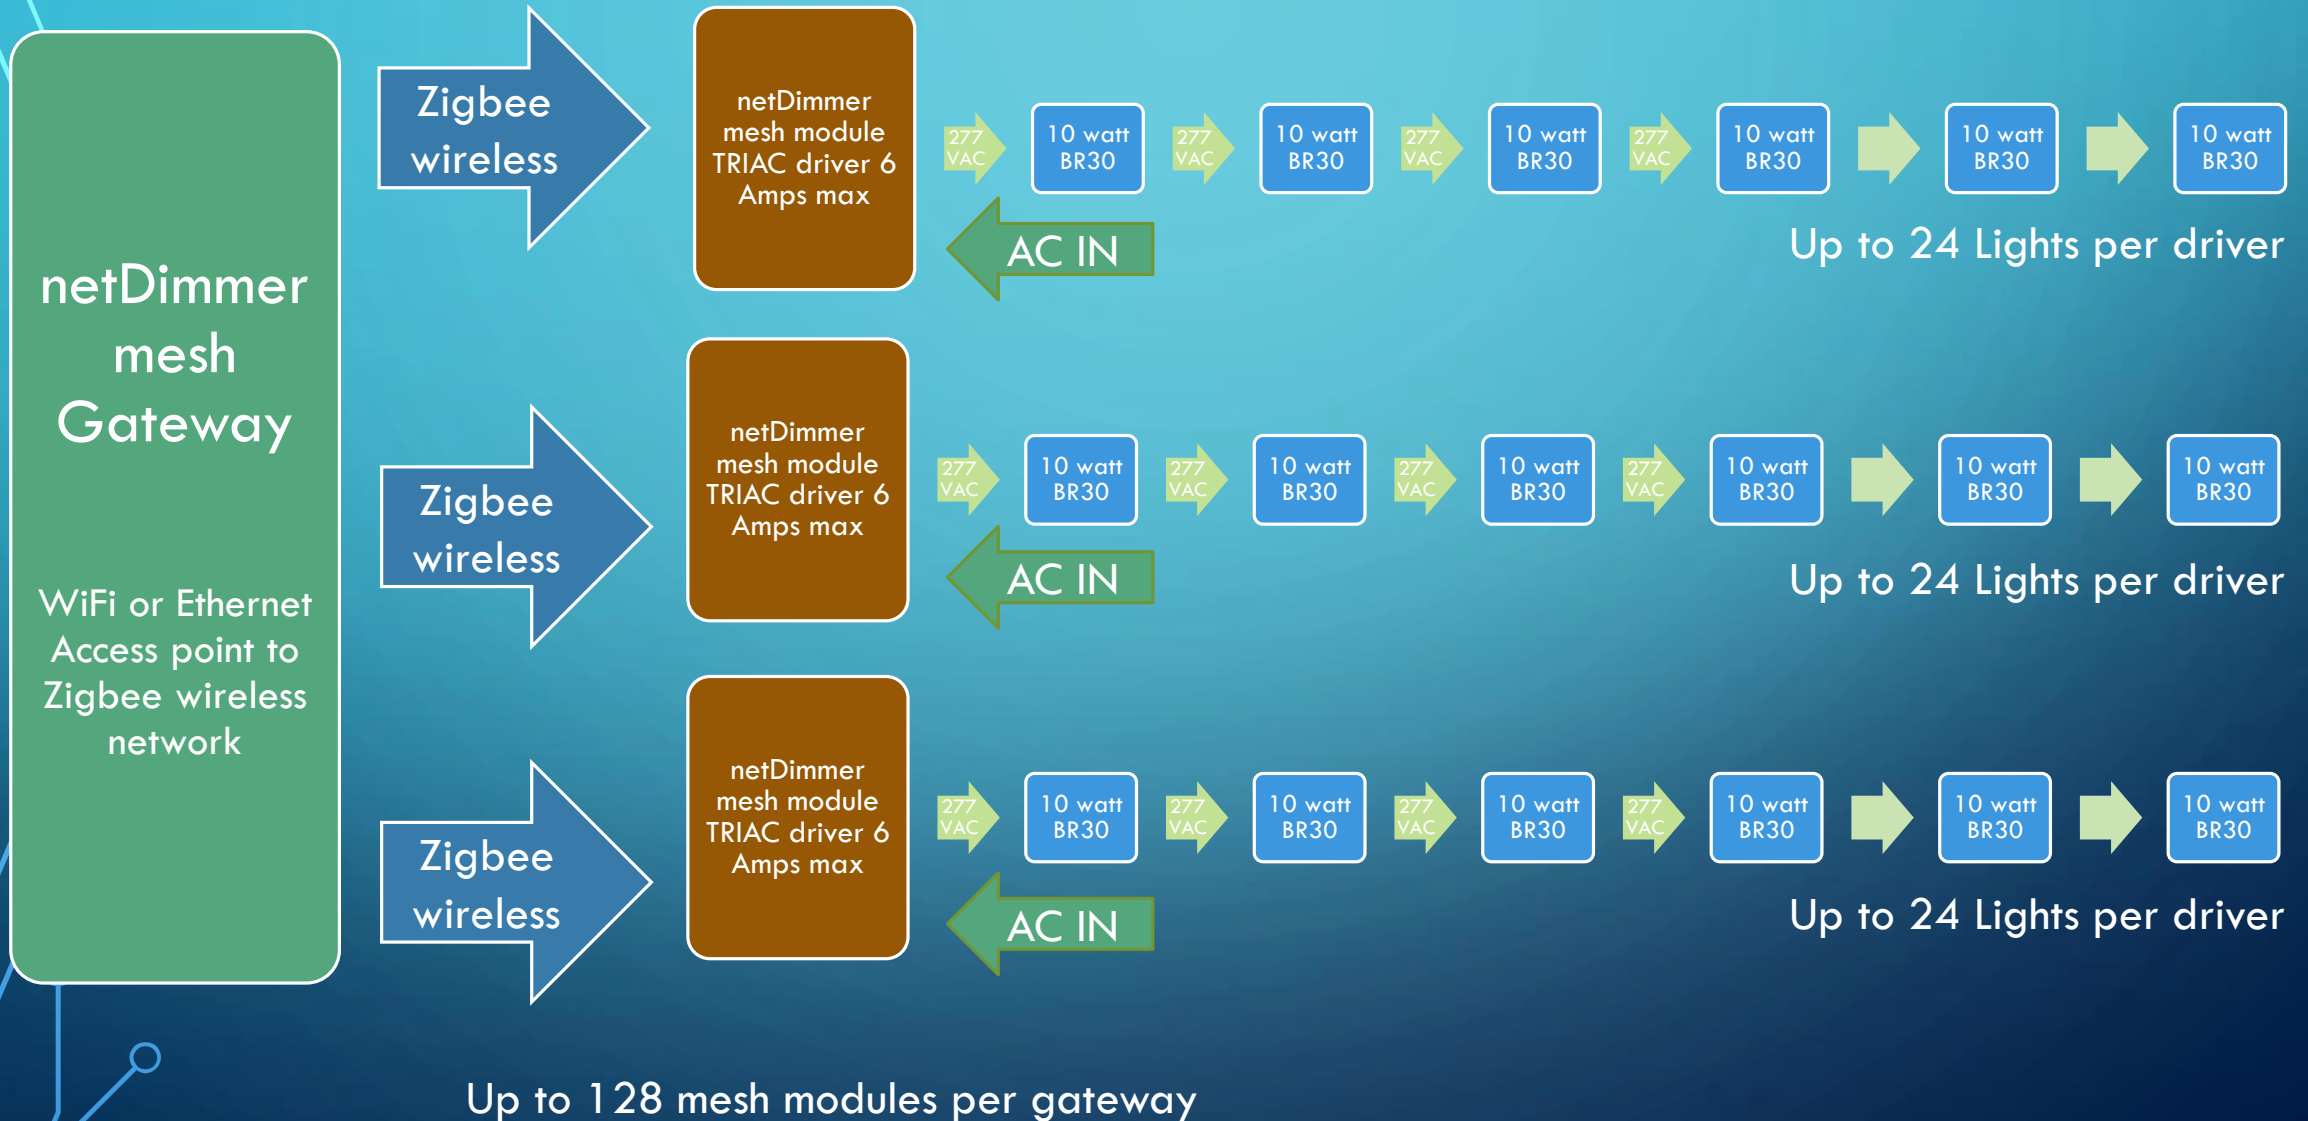 netDimmer
mesh
Gateway
WiFi or Ethernet
Access point to
Zigbee wireless
network
Zigbee
wireless
netDimmer
mesh module
TRIAC driver 6
Amps max
277
VAC
10 watt
BR30
277
VAC
10 watt
BR30
277
VAC
10 watt
BR30
277
VAC
10 watt
BR30
10 watt
BR30
10 watt
BR30
AC IN
Up to 24 Lights per driver
Zigbee
wireless
netDimmer
mesh module
TRIAC driver 6
Amps max
277
VAC
10 watt
BR30
277
VAC
10 watt
BR30
277
VAC
10 watt
BR30
277
VAC
10 watt
BR30
10 watt
BR30
10 watt
BR30
AC IN
Up to 24 Lights per driver
Zigbee
wireless
netDimmer
mesh module
TRIAC driver 6
Amps max
277
VAC
10 watt
BR30
277
VAC
10 watt
BR30
277
VAC
10 watt
BR30
277
VAC
10 watt
BR30
10 watt
BR30
10 watt
BR30
AC IN
Up to 24 Lights per driver
Up to 128 mesh modules per gateway